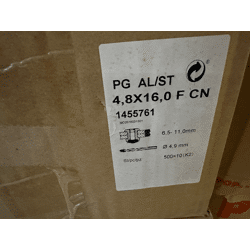 PG AL/ST
4,8X16,0 F CN
1455761
6,5- 11,0mm
Ø 4,9 mm
500+10(K2)